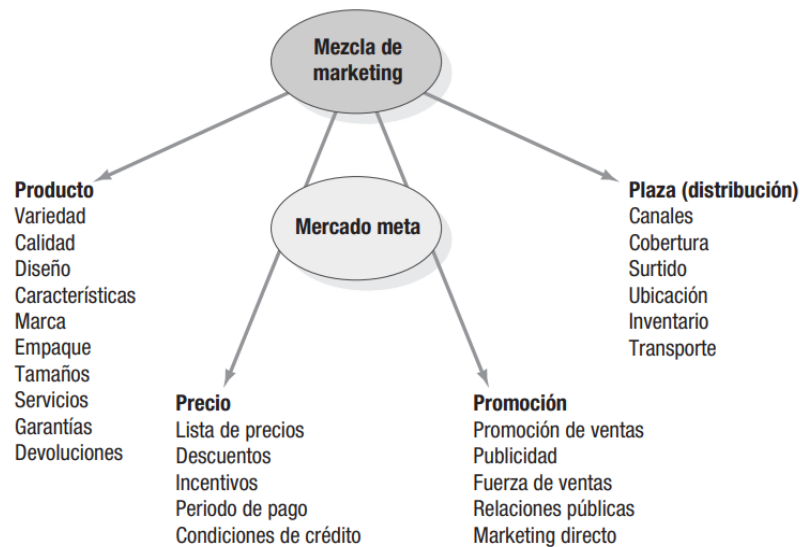 Mezcla de
marketing
Mercado meta
Producto
Variedad
Calidad
Diseño
Características
Marca
Empaque
Tamaños
Servicios
Garantías
Devoluciones
Precio
Lista de precios
Descuentos
Incentivos
Periodo de pago
Condiciones de crédito
Promoción
Promoción de ventas
Publicidad
Fuerza de ventas
Relaciones públicas
Marketing directo
Plaza (distribución)
Canales
Cobertura
Surtido
Ubicación
Inventario
Transporte